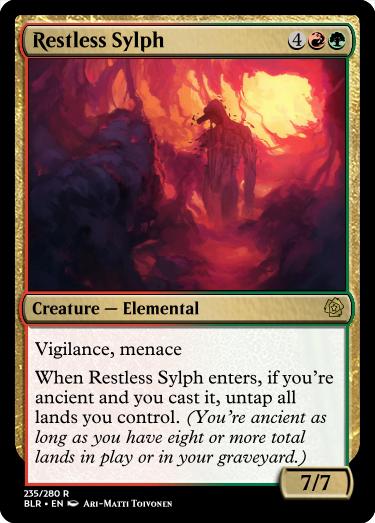 Restless Sylph 4
Creature — Elemental
Vigilance, menace
When Restless Sylph enters, if you're
ancient and you cast it, untap all
lands you control. (You're ancient as
long as you have eight or more total
lands in play or in your graveyard.)
7/7
235/280 R
BLR • EN Ari-Matti Toivonen